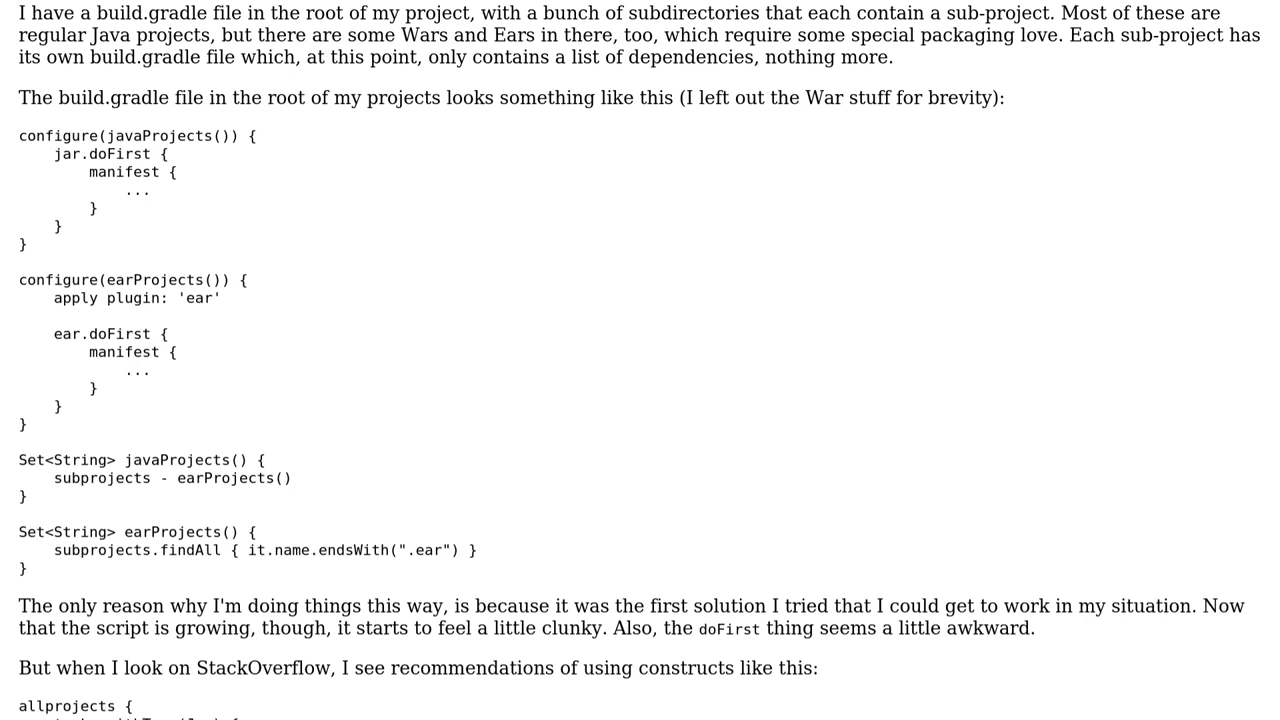 I have a build.gradle file in the root of my project, with a bunch of subdirectories that each contain a sub-project. Most of these are
regular Java projects, but there are some Wars and Ears in there, too, which require some special packaging love. Each sub-project has
its own build.gradle file which, at this point, only contains a list of dependencies, nothing more.
The build.gradle file in the root of my projects looks something like this (I left out the War stuff for brevity):
configure(javaProjects()) {
    jar.doFirst {
        manifest {
            ...
        }
    }
}
configure(earProjects()) {
    apply plugin: 'ear'
    ear.doFirst {
        manifest {
            ...
        }
    }
}
Set<String> javaProjects() {
    subprojects - earProjects()
}
Set<String> earProjects() {
    subprojects.findAll { it.name.endsWith(".ear") }
}
The only reason why I'm doing things this way, is because it was the first solution I tried that I could get to work in my situation. Now
that the script is growing, though, it starts to feel a little clunky. Also, the doFirst thing seems a little awkward.
But when I look on StackOverflow, I see recommendations of using constructs like this:
allprojects {